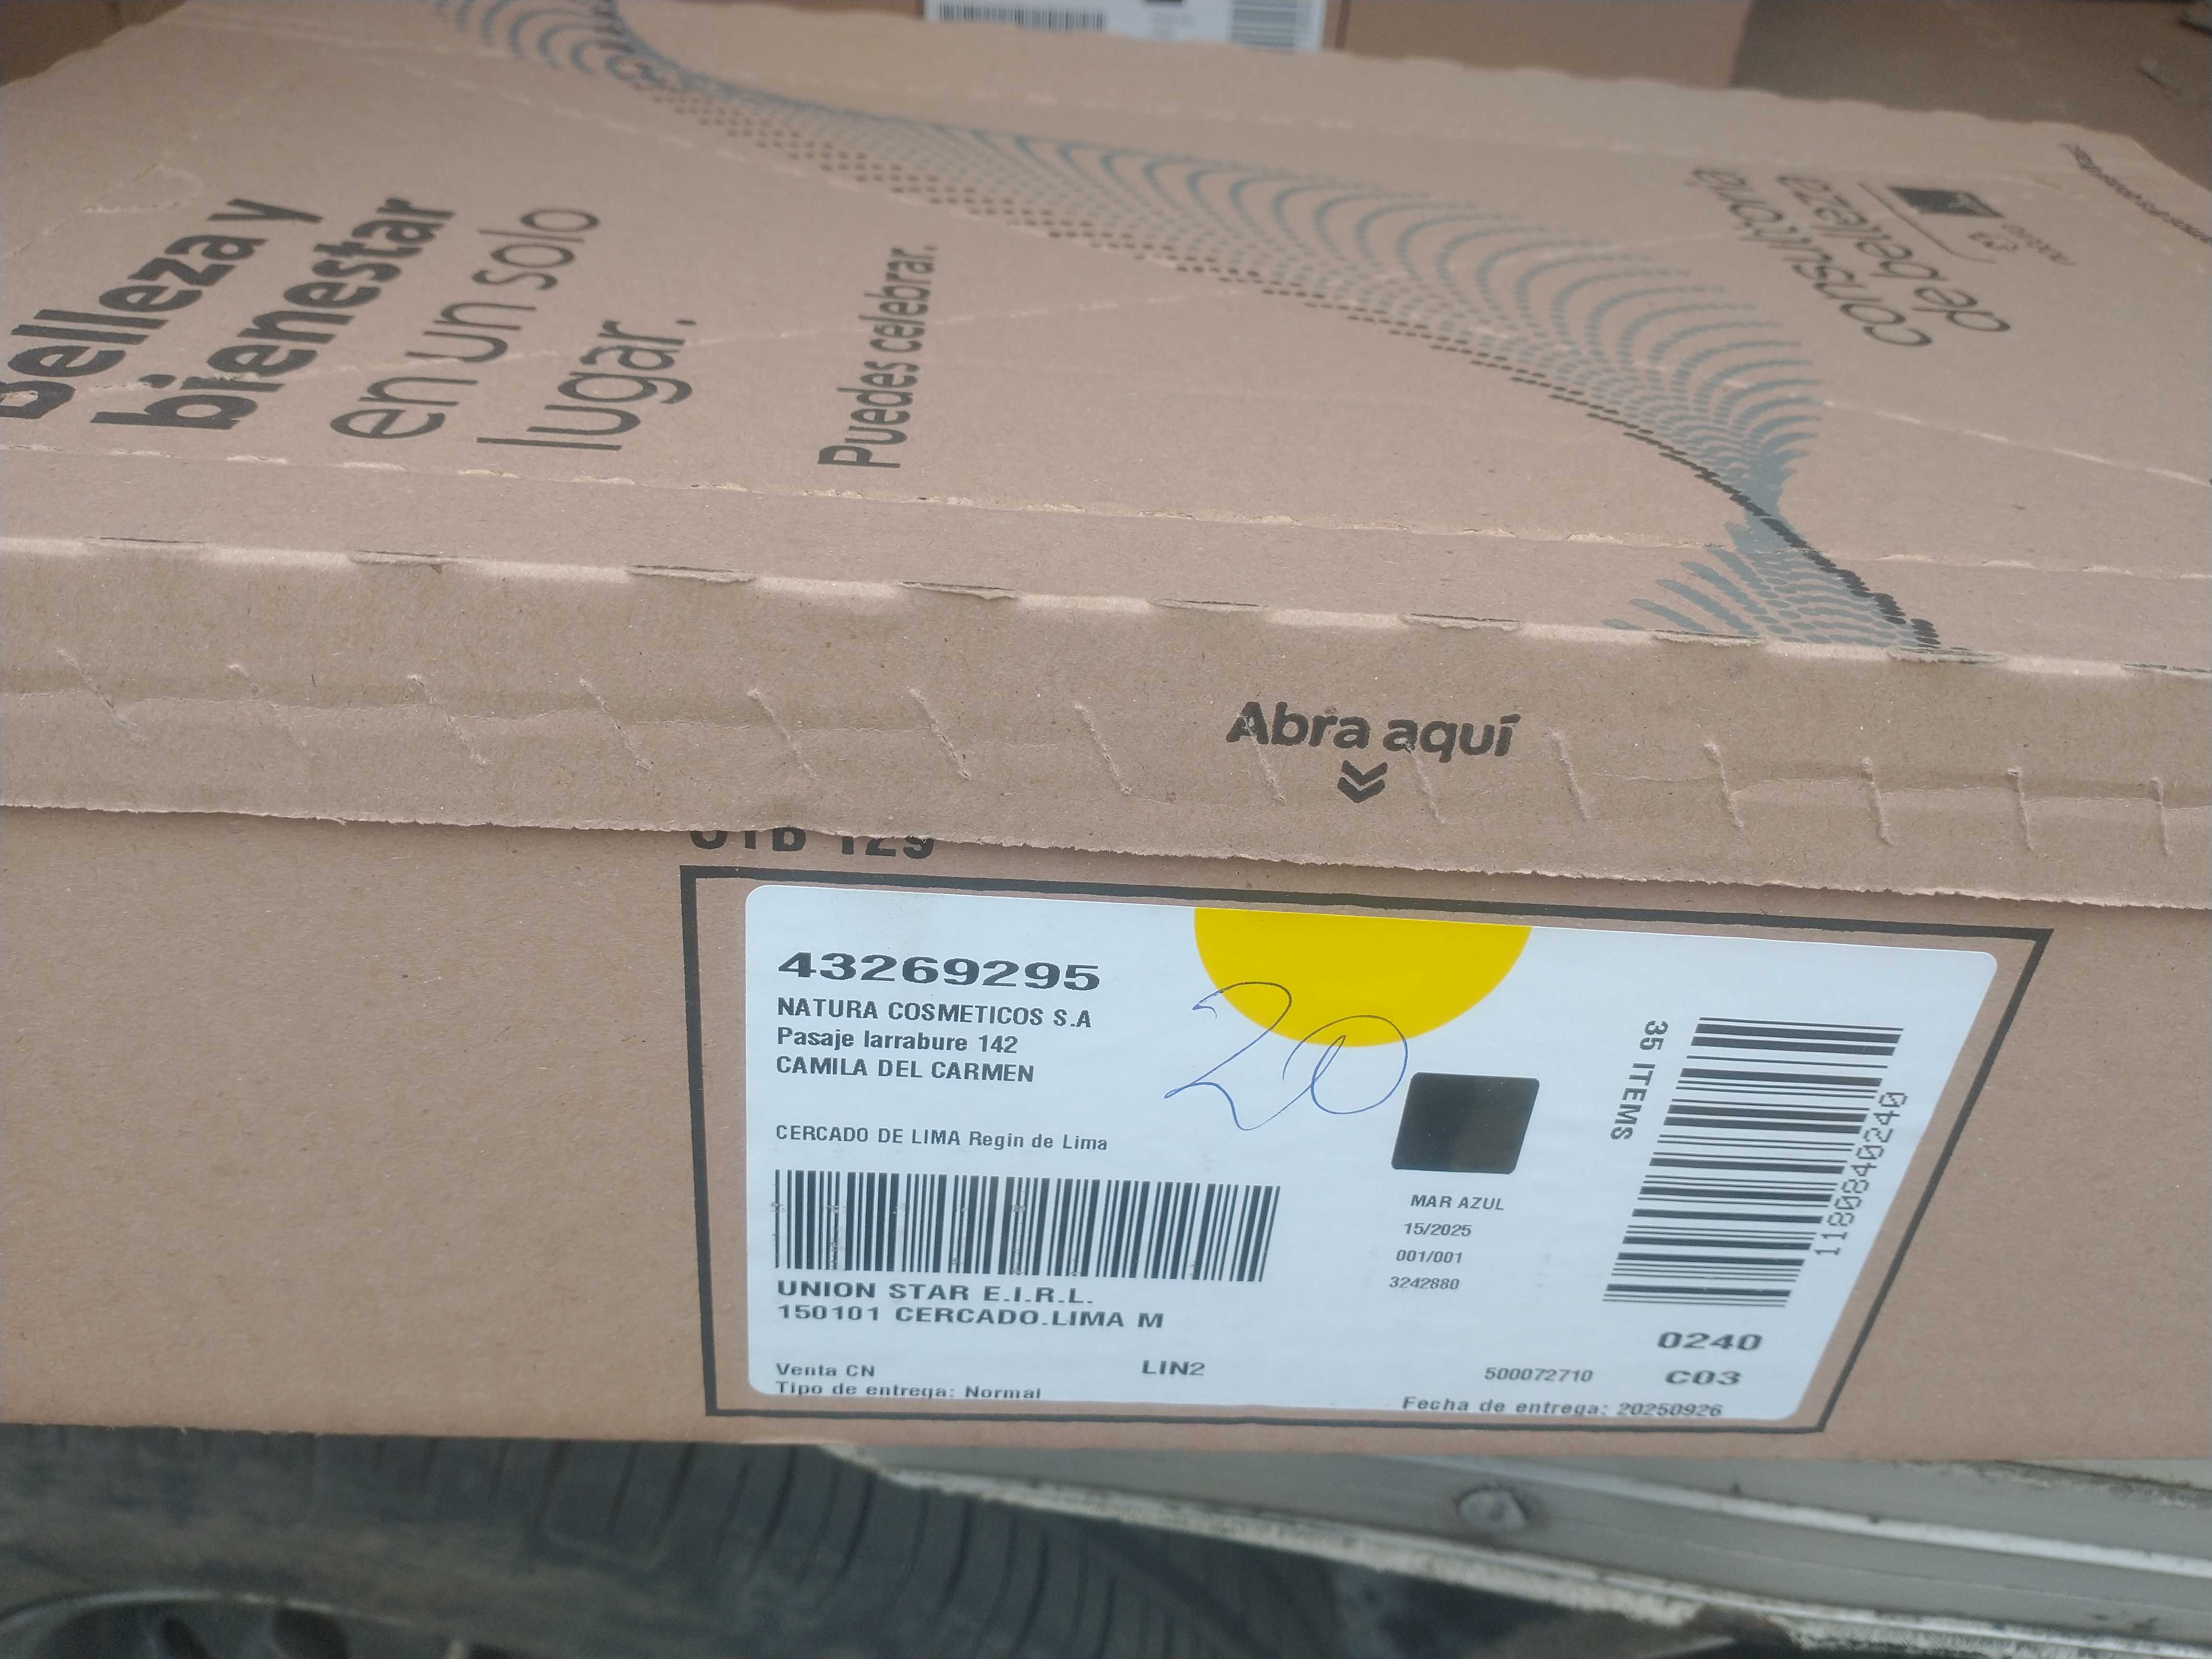 Belleza y
bienestar
en un solo
lugar.
Puedes celebrar.
consultoría
de belleza
natura
Abra aquí
43269295
NATURA COSMETICOS S.A
Pasaje larrabure 142
CAMILA DEL CARMEN
CERCADO DE LIMA Regin de Lima
20
UNION STAR E.I.R.L.
150101 CERCADO.LIMA M
Venta CN
LIN2
Tipo de entrega: Normal
MAR AZUL
15/2025
001/001
3242880
35 ITEMS
118080840240
0240
500072710
C03
Fecha de entrega: 20250926